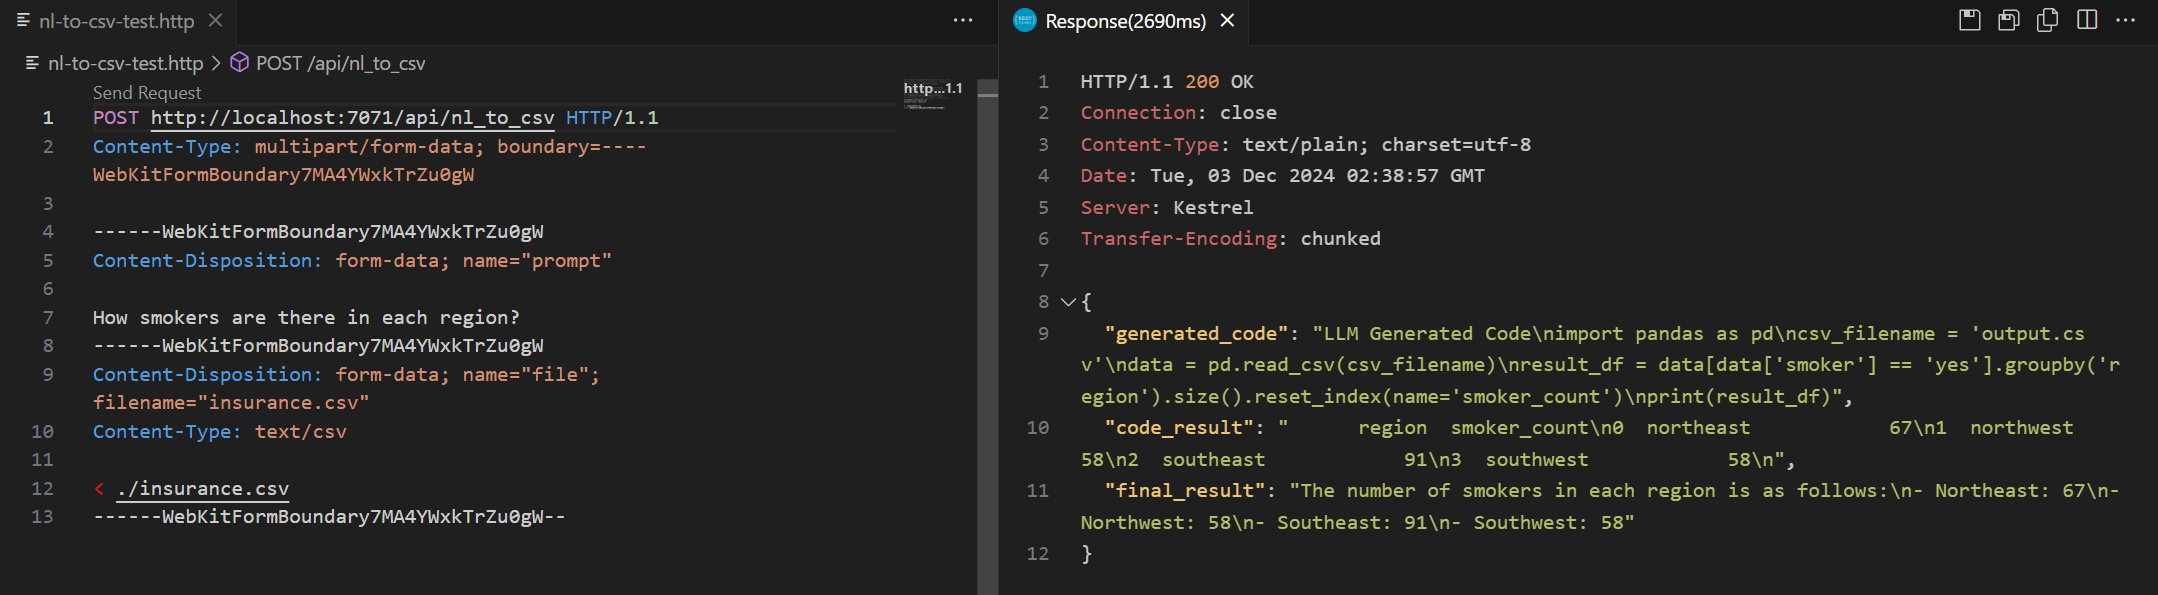 nl-to-csv-test.http
nl-to-csv-test.http > POST /api/nl_to_csv
Send Request
1 POST http://localhost:7071/api/nl_to_csv HTTP/1.1
2 Content-Type: multipart/form-data; boundary=----
WebKitFormBoundary7MA4YWxkTrZu0gW
3
4 ------WebKitFormBoundary7MA4YWxkTrZu0gW
5 Content-Disposition: form-data; name="prompt"
6
7 How smokers are there in each region?
8 ------WebKitFormBoundary7MA4YWxkTrZu0gW
9 Content-Disposition: form-data; name="file";
filename="insurance.csv"
10 Content-Type: text/csv
11
12 < ./insurance.csv
13 ------WebKitFormBoundary7MA4YWxkTrZu0gW--
http...1.1
Response(2690ms)
1 HTTP/1.1 200 OK
2 Connection: close
3 Content-Type: text/plain; charset=utf-8
4 Date: Tue, 03 Dec 2024 02:38:57 GMT
5 Server: Kestrel
6 Transfer-Encoding: chunked
7
8 {
9 "generated_code": "LLM Generated Code\nimport pandas as pd\ncsv_filename = 'output.cs
v'\ndata = pd.read_csv(csv_filename)\nresult_df = data[data['smoker'] == 'yes'].groupby('r
egion').size().reset_index(name='smoker_count')\nprint(result_df)",
10 "code_result": "      region  smoker_count\n0  northeast            67\n1  northwest
58\n2  southeast            91\n3  southwest            58\n",
11 "final_result": "The number of smokers in each region is as follows:\n- Northeast: 67\n-
Northwest: 58\n- Southeast: 91\n- Southwest: 58"
12 }